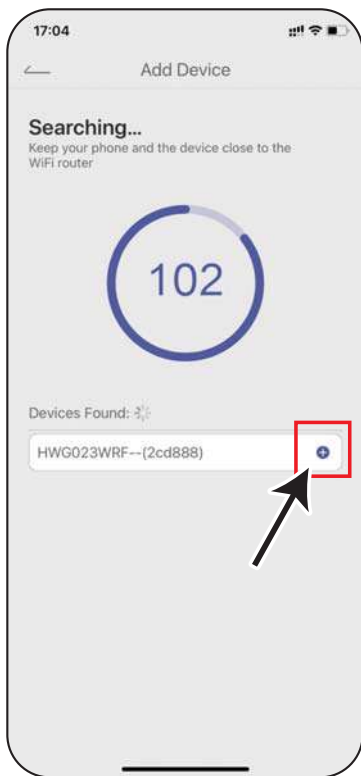 17:04
Add Device
Searching...
Keep your phone and the device close to the
WiFi router
102
Devices Found:
HWG023WRF--(2cd888)